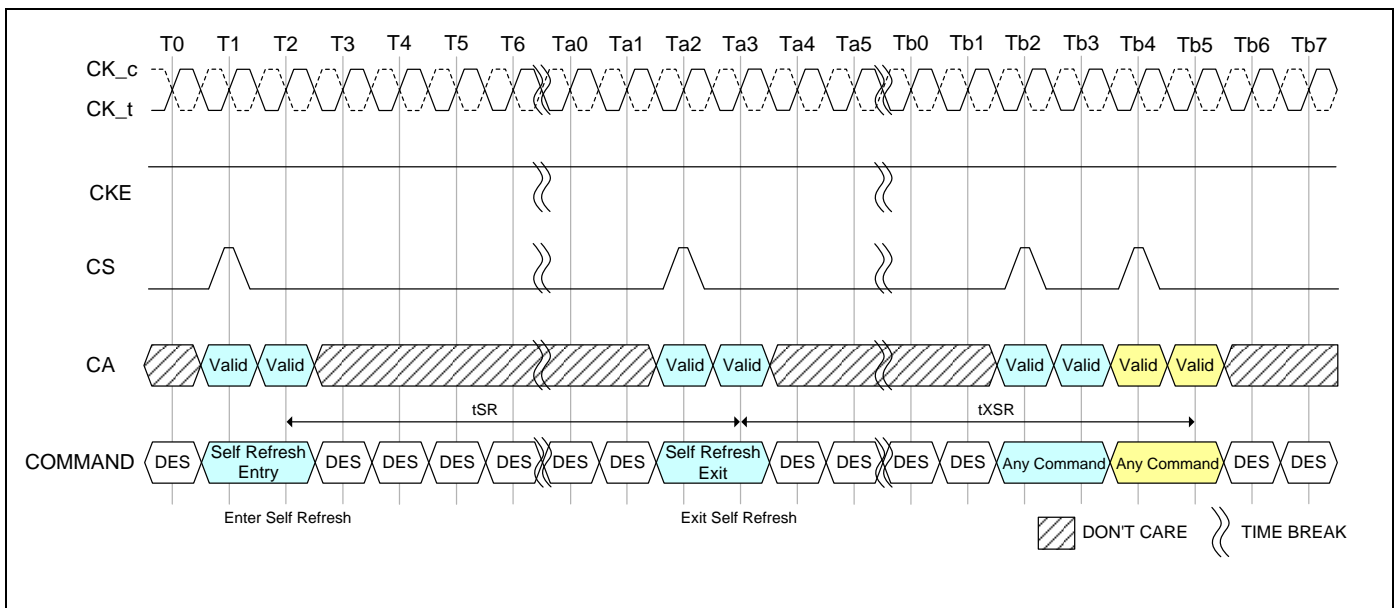 T0 T1 T2 T3 T4 T5 T6 Ta0 Ta1 Ta2 Ta3 Ta4 Ta5 Tb0 Tb1 Tb2 Tb3 Tb4 Tb5 Tb6 Tb7
CK_c
CK_t
CKE
CS
CA Valid Valid Valid Valid Valid Valid Valid Valid
tSR tXSR
COMMAND DES Self Refresh Entry DES DES DES DES DES DES Self Refresh Exit DES DES DES DES Any Command Any Command DES DES
Enter Self Refresh Exit Self Refresh
DON'T CARE TIME BREAK